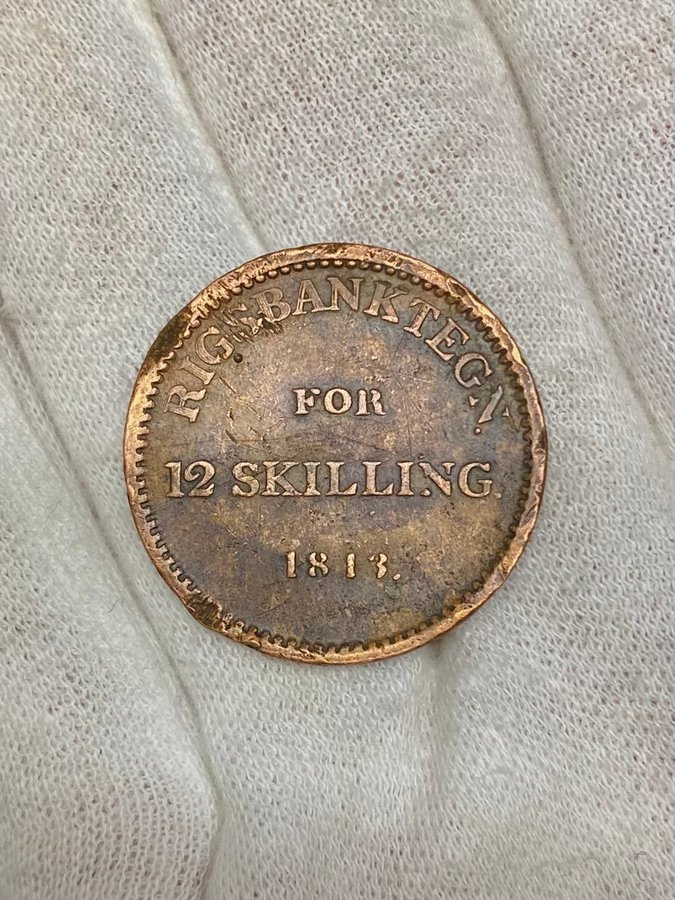 RIGSBANKTEGN.
FOR
12 SKILLING.
1813.